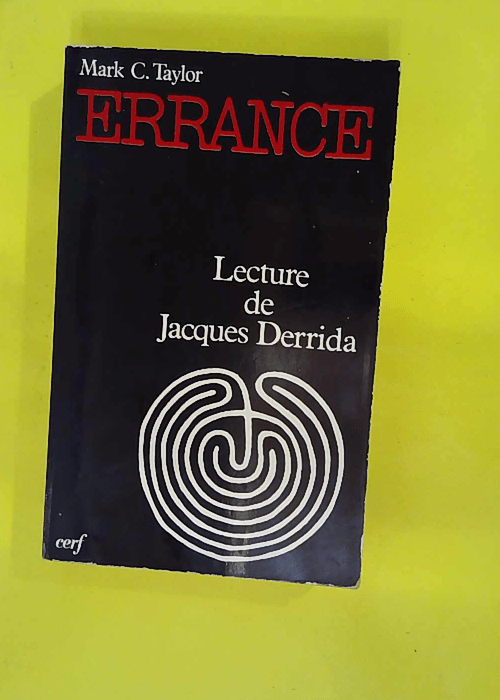 Mark C. Taylor
ERRANCE
Lecture
de
Jacques Derrida
cerf